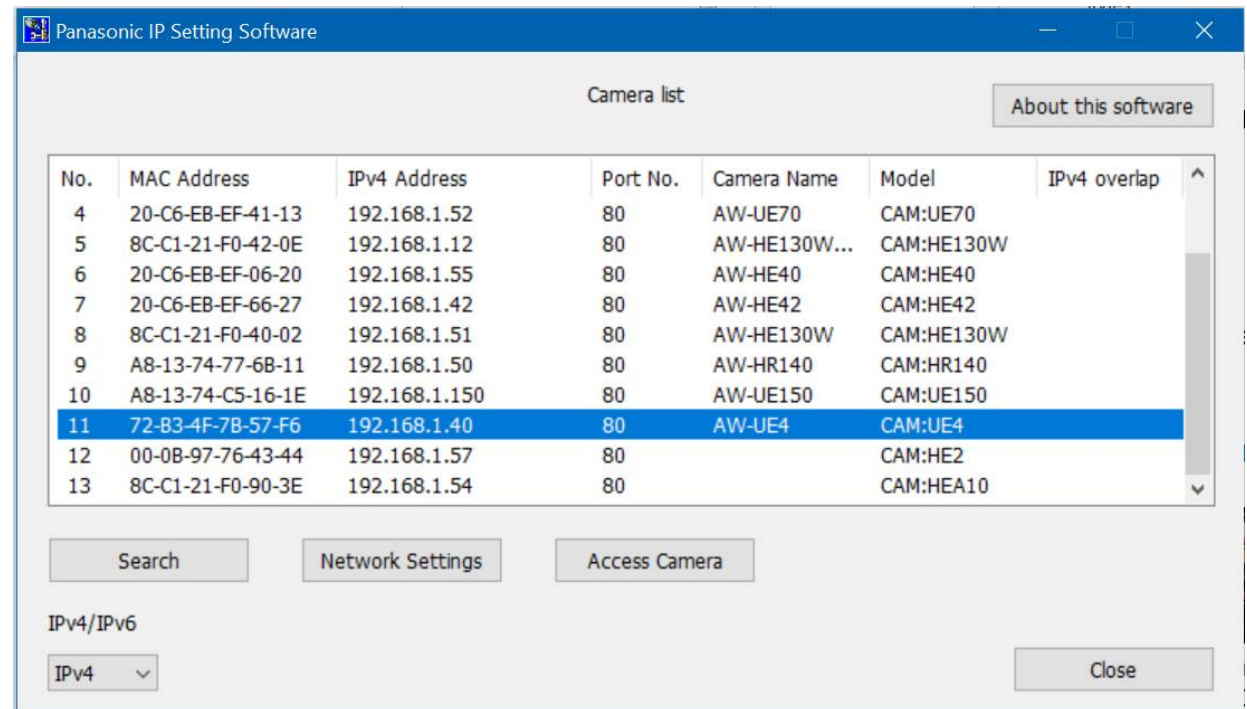 Panasonic IP Setting Software
Camera list
About this software
No. MAC Address IPv4 Address Port No. Camera Name Model IPv4 overlap
4 20-C6-EB-EF-41-13 192.168.1.52 80 AW-UE70 CAM:UE70
5 8C-C1-21-F0-42-0E 192.168.1.12 80 AW-HE130W... CAM:HE130W
6 20-C6-EB-EF-06-20 192.168.1.55 80 AW-HE40 CAM:HE40
7 20-C6-EB-EF-66-27 192.168.1.42 80 AW-HE42 CAM:HE42
8 8C-C1-21-F0-40-02 192.168.1.51 80 AW-HE130W CAM:HE130W
9 A8-13-74-77-6B-11 192.168.1.50 80 AW-HR140 CAM:HR140
10 A8-13-74-C5-16-1E 192.168.1.150 80 AW-UE150 CAM:UE150
11 72-B3-4F-7B-57-F6 192.168.1.40 80 AW-UE4 CAM:UE4
12 00-0B-97-76-43-44 192.168.1.57 80 CAM:HE2
13 8C-C1-21-F0-90-3E 192.168.1.54 80 CAM:HEA10
Search Network Settings Access Camera
IPv4/IPv6
IPv4
Close